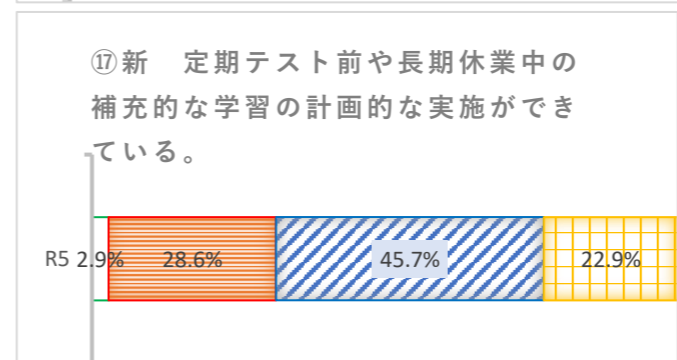 ⑰新　定期テスト前や長期休業中の
補充的な学習の計画的な実施ができ
ている。
R5 2.9% 28.6% 45.7% 22.9%